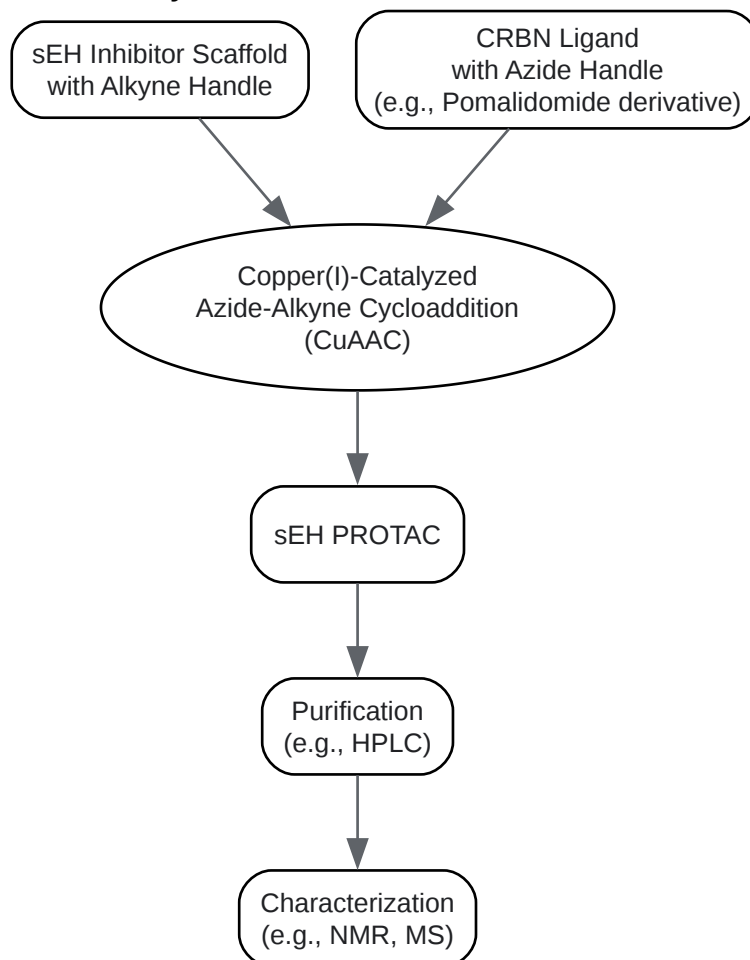 sEH Inhibitor Scaffold
with Alkyne Handle
CRBN Ligand
with Azide Handle
(e.g., Pomalidomide derivative)
Copper(I)-Catalyzed
Azide-Alkyne Cycloaddition
(CuAAC)
sEH PROTAC
Purification
(e.g., HPLC)
Characterization
(e.g., NMR, MS)